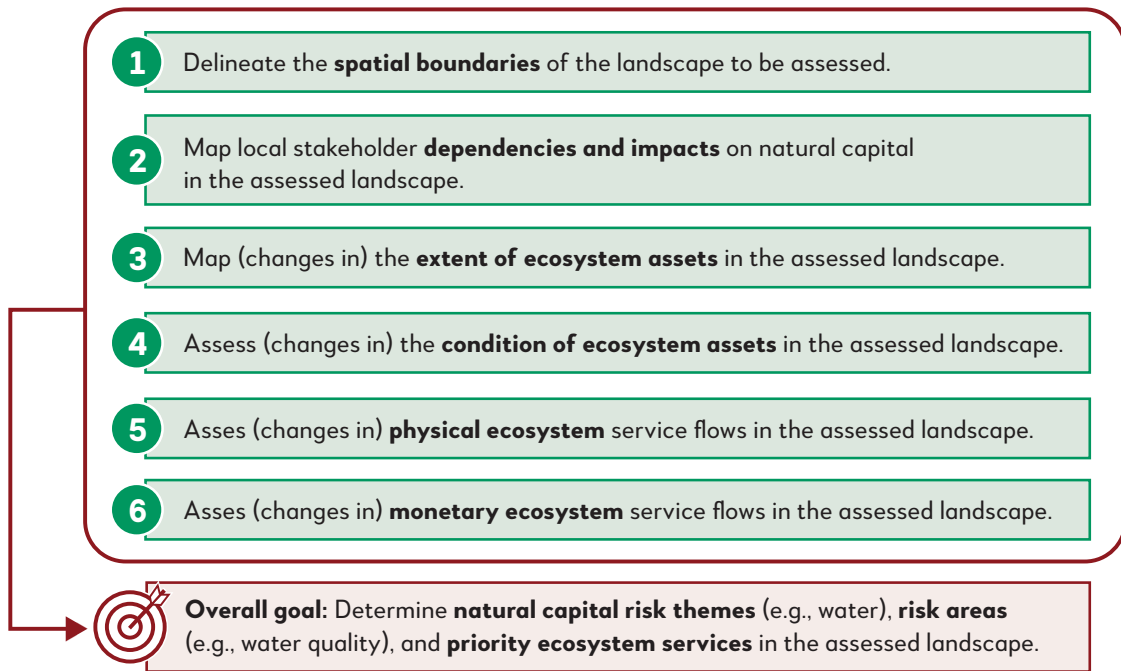 1 Delineate the spatial boundaries of the landscape to be assessed.
2 Map local stakeholder dependencies and impacts on natural capital
in the assessed landscape.
3 Map (changes in) the extent of ecosystem assets in the assessed landscape.
4 Assess (changes in) the condition of ecosystem assets in the assessed landscape.
5 Asses (changes in) physical ecosystem service flows in the assessed landscape.
6 Asses (changes in) monetary ecosystem service flows in the assessed landscape.
Overall goal: Determine natural capital risk themes (e.g., water), risk areas
(e.g., water quality), and priority ecosystem services in the assessed landscape.